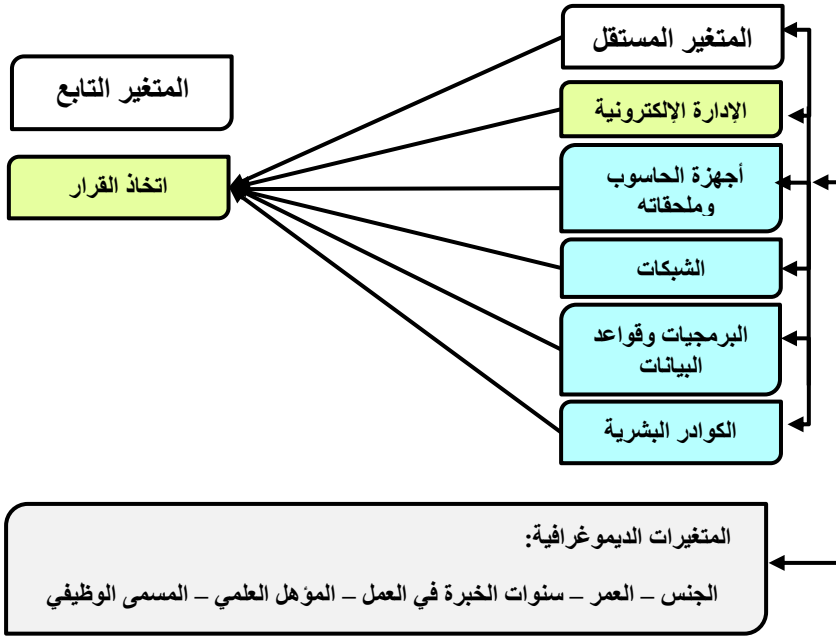 المتغير المستقل
المتغير التابع
الإدارة الإلكترونية
اتخاذ القرار
أجهزة الحاسوب
وملحقاته
الشبكات
البرمجيات وقواعد
البيانات
الكوادر البشرية
المتغيرات الديموغرافية:
الجنس – العمر – سنوات الخبرة في العمل – المؤهل العلمي – المسمى الوظيفي